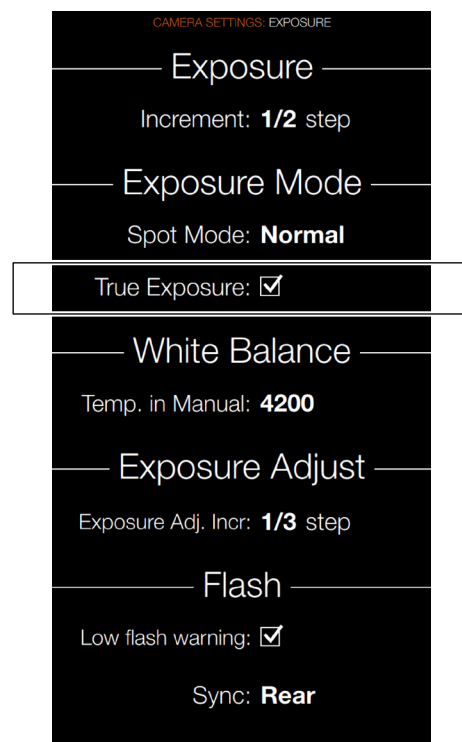 CAMERA SETTINGS: EXPOSURE
Exposure
Increment: 1/2 step
Exposure Mode
Spot Mode: Normal
True Exposure:
White Balance
Temp. in Manual: 4200
Exposure Adjust
Exposure Adj. Incr: 1/3 step
Flash
Low flash warning:
Sync: Rear